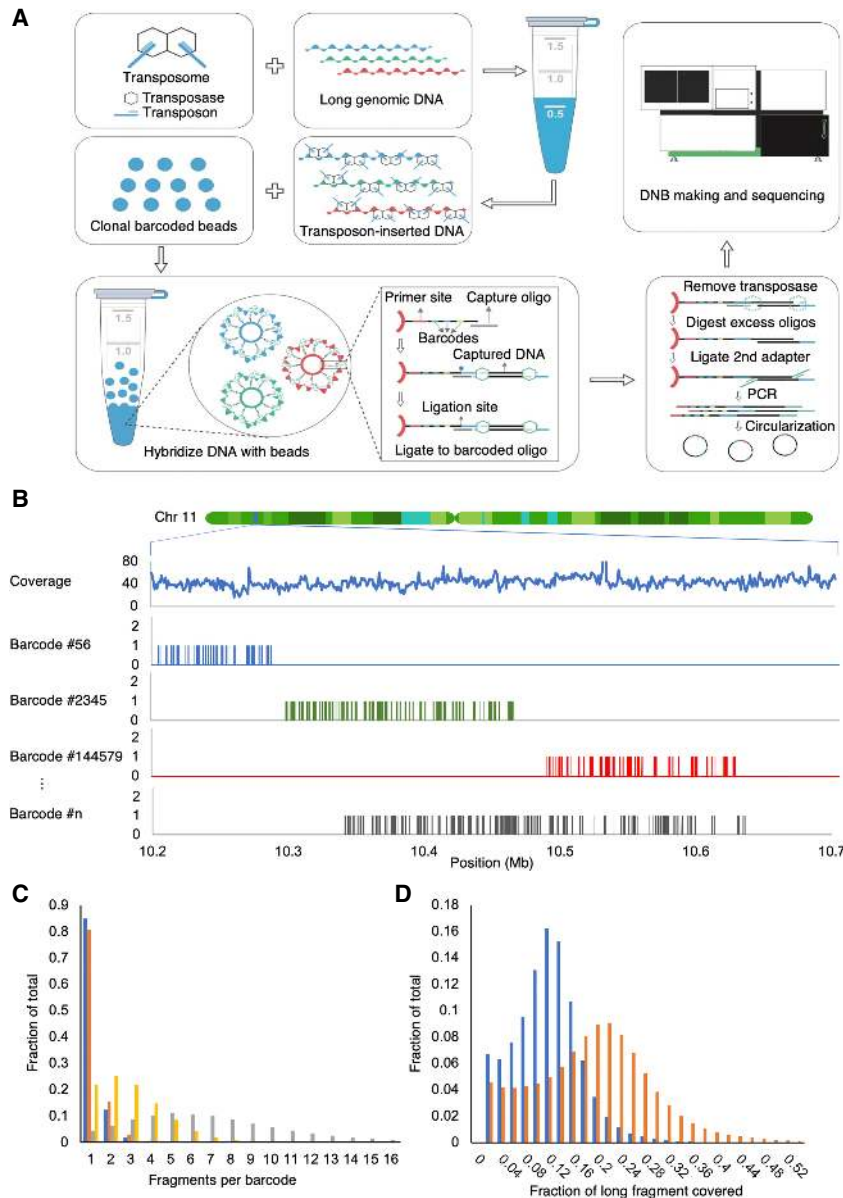 A
Transposome
Transposase
Transposon
Long genomic DNA
1.5
1.0
0.5
Clonal barcoded beads
Transposon-inserted DNA
DNB making and sequencing
1.5
1.0
Hybridize DNA with beads
Primer site
Capture oligo
Barcodes
Captured DNA
Ligation site
Ligate to barcoded oligo
Remove transposase
Digest excess oligos
Ligate 2nd adapter
PCR
Circularization
B
Chr 11
Coverage
80
40
0
Barcode #56
2
1
0
Barcode #2345
2
1
0
Barcode #144579
2
1
0
⋮
Barcode #n
2
1
0
10.2 10.3 10.4 10.5 10.6 10.7
Position (Mb)
C
Fraction of total
0.9
0.8
0.7
0.6
0.5
0.4
0.3
0.2
0.1
0
1 2 3 4 5 6 7 8 9 10 11 12 13 14 15 16
Fragments per barcode
D
Fraction of total
0.18
0.16
0.14
0.12
0.1
0.08
0.06
0.04
0.02
0
0 0.04 0.08 0.12 0.16 0.2 0.24 0.28 0.32 0.36 0.4 0.44 0.48 0.52
Fraction of long fragment covered